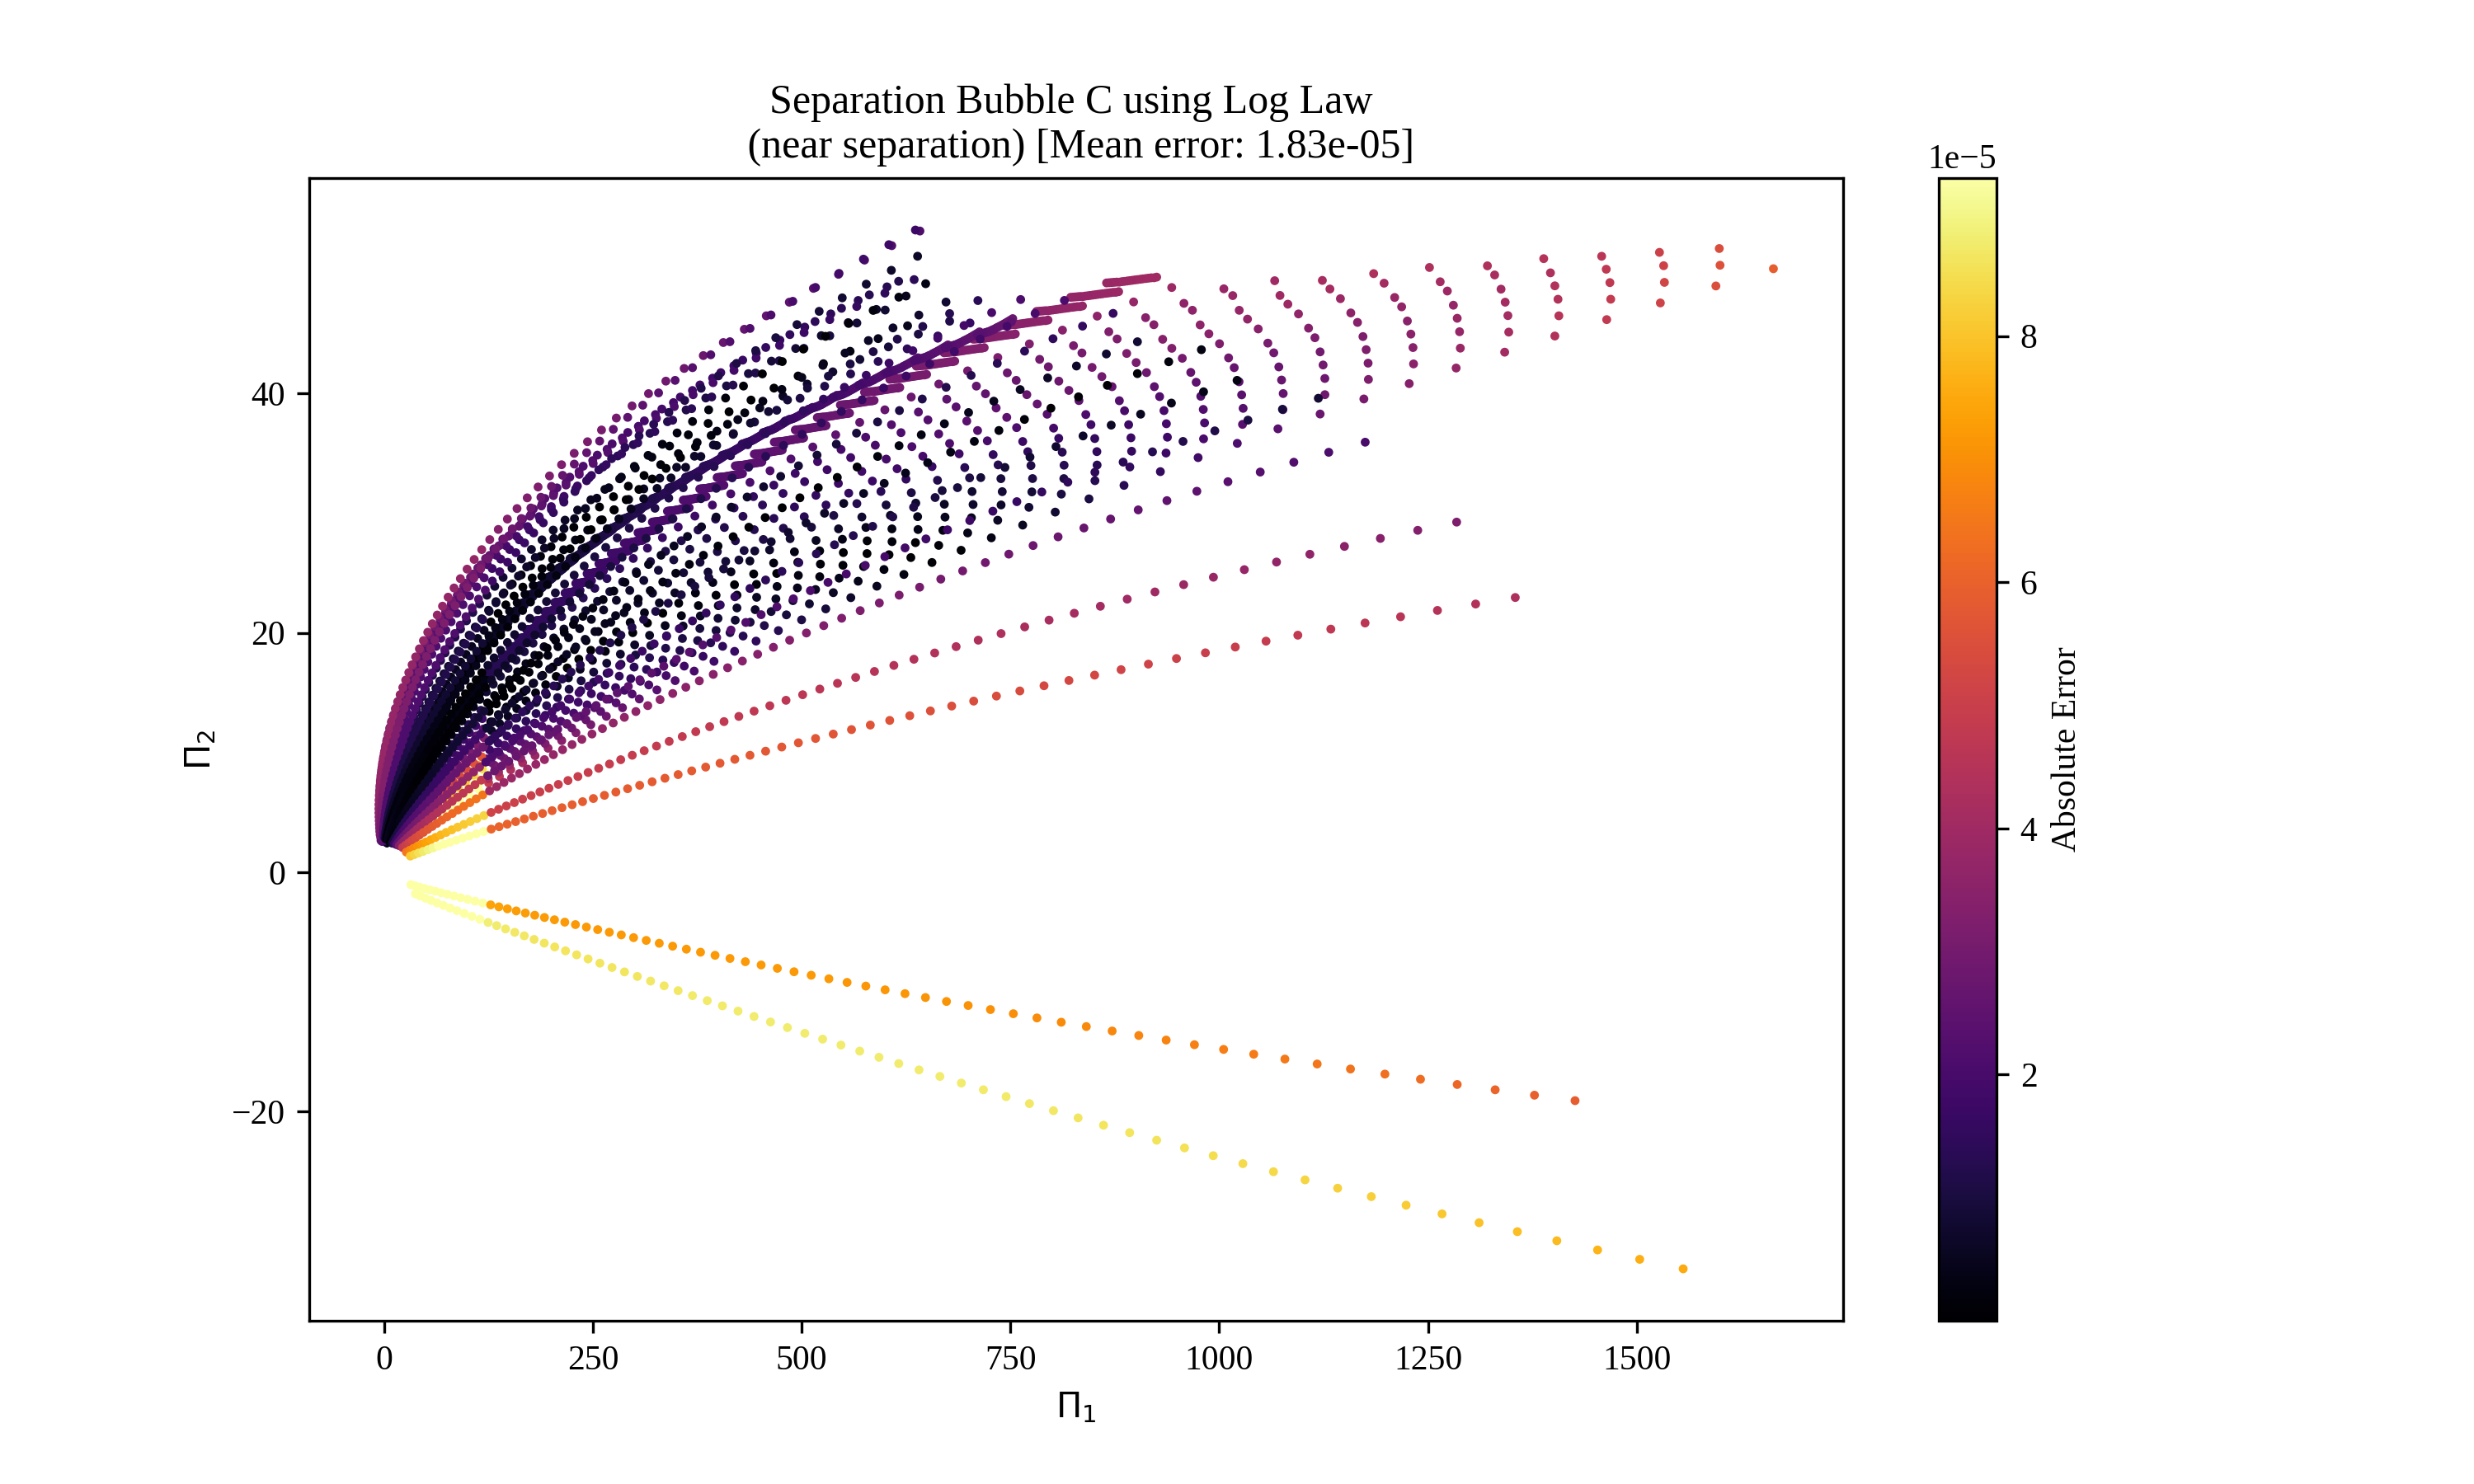 Separation Bubble C using Log Law
(near separation) [Mean error: 1.83e-05]
1e−5
8
6
4
2
Absolute Error
40
20
0
−20
Π₂
0 250 500 750 1000 1250 1500
Π₁